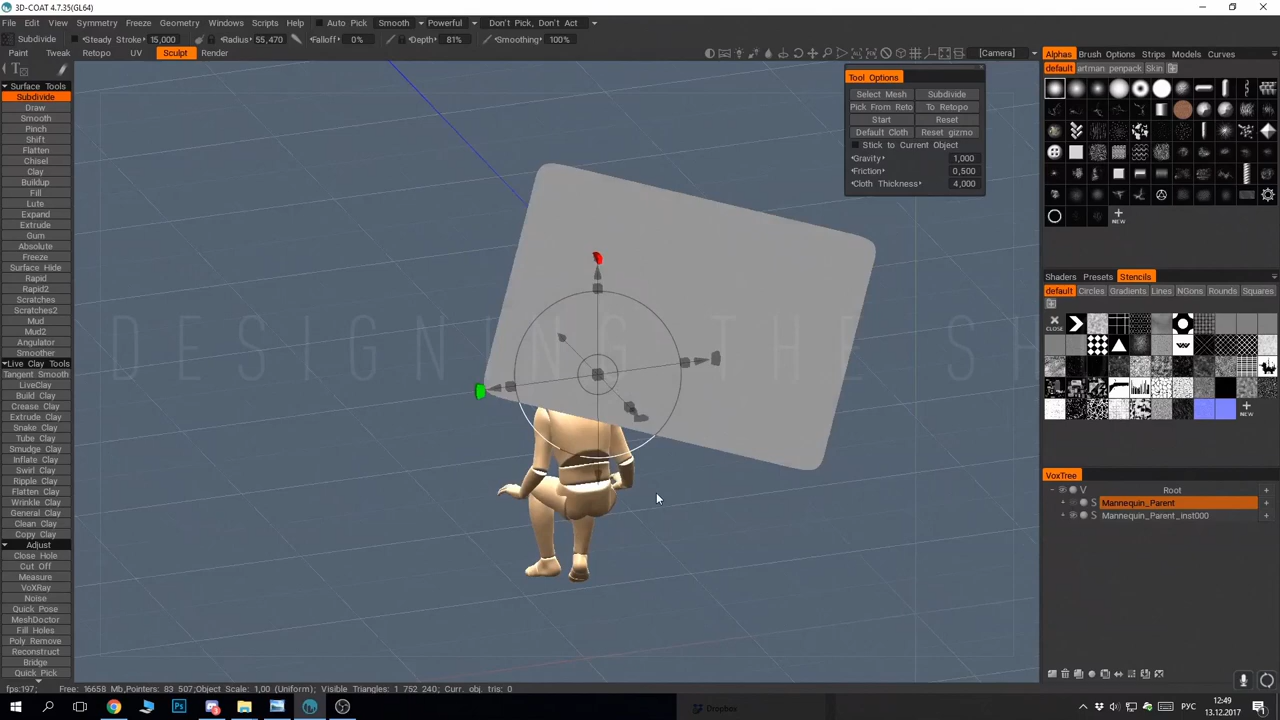 3D-COAT 4.7.35(GL64)
File Edit View Symmetry Freeze Geometry Windows Scripts Help Auto Pick Smooth Powerful Don't Pick, Don't Act
Subdivide Steady Stroke 15,000 Radius 55,470 Falloff 0% Depth 81% Smoothing 100%
Paint Tweak Retopo UV Sculpt Render [Camera]
Surface Tools
Subdivide
Draw
Smooth
Pinch
Shift
Flatten
Chisel
Clay
Buildup
Fill
Lute
Expand
Extrude
Gum
Absolute
Freeze
Surface Hide
Rapid
Rapid2
Scratches
Scratches2
Mud
Mud2
Angulator
Smoother
Live Clay Tools
Tangent Smooth
LiveClay
Build Clay
Crease Clay
Extrude Clay
Snake Clay
Tube Clay
Smudge Clay
Inflate Clay
Swirl Clay
Ripple Clay
Flatten Clay
Wrinkle Clay
General Clay
Clean Clay
Copy Clay
Adjust
Close Hole
Cut Off
Measure
VoXRay
Noise
Quick Pose
MeshDoctor
Fill Holes
Poly Remove
Reconstruct
Bridge
Quick Pick
Tool Options
Select Mesh Subdivide
Pick From Reto To Retopo
Start Reset
Default Cloth Reset gizmo
Stick to Current Object
Gravity 1,000
Friction 0,500
Cloth Thickness 4,000
DESIGNING THE SH
Alphas Brush Options Strips Models Curves
default artman penpack Skin
NEW
Shaders Presets Stencils
default Circles Gradients Lines NGons Rounds Squares
CLOSE
NEW
VoxTree
V Root +
S Mannequin_Parent +
S Mannequin_Parent_inst000 +
fps:197; Free: 16658 Mb,Pointers: 83 507;Object Scale: 1,00 (Uniform); Visible Triangles: 1 752 240; Curr. obj. tris: 0
Dropbox
РУС
12:49
13.12.2017